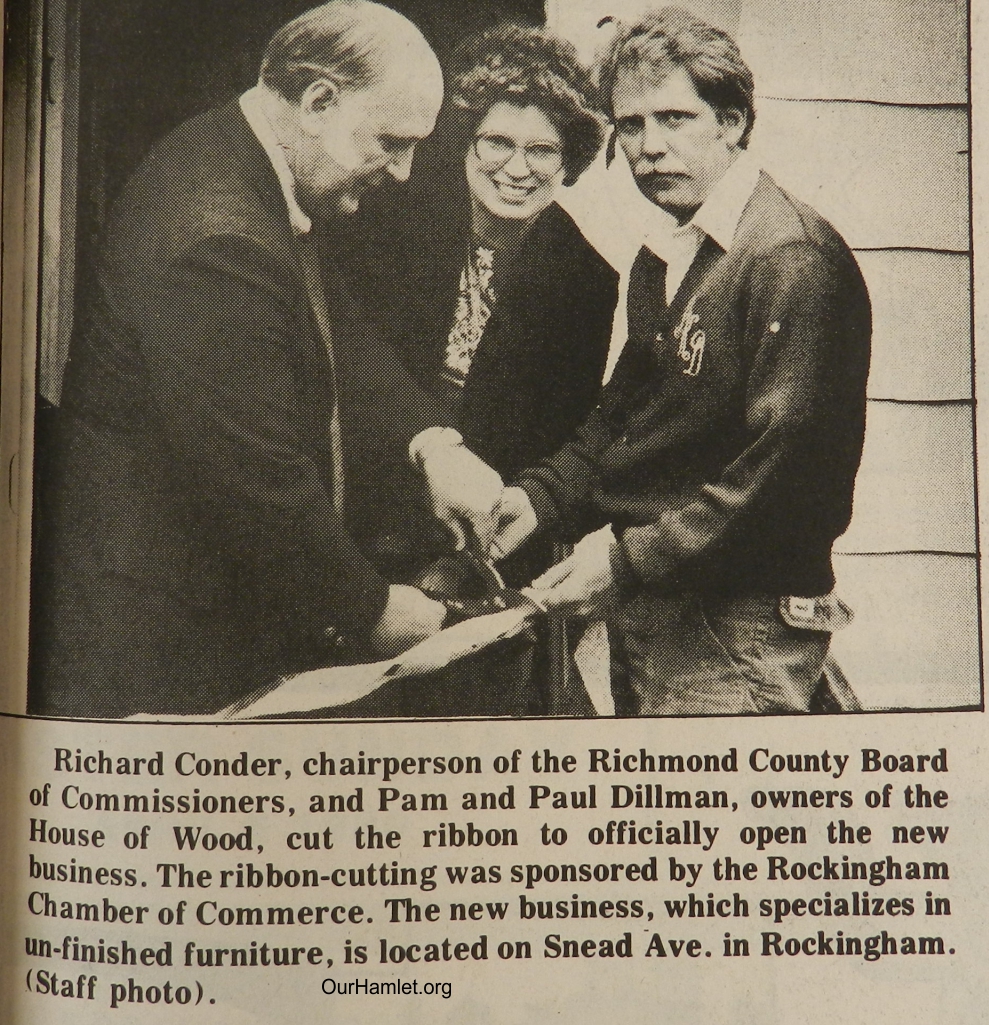 Richard Conder, chairperson of the Richmond County Board
of Commissioners, and Pam and Paul Dillman, owners of the
House of Wood, cut the ribbon to officially open the new
business. The ribbon-cutting was sponsored by the Rockingham
Chamber of Commerce. The new business, which specializes in
un-finished furniture, is located on Snead Ave. in Rockingham.
(Staff photo).
OurHamlet.org